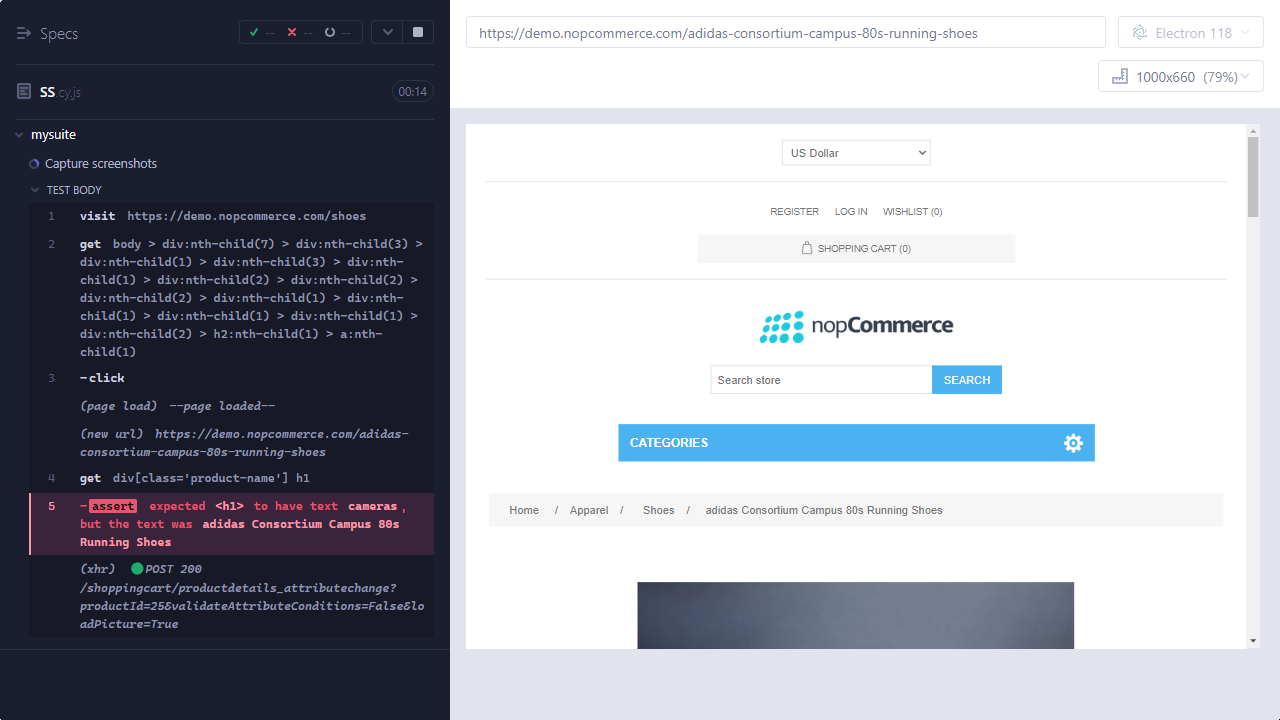 Specs
-- -- --
SS.cy.js
00:14
mysuite
Capture screenshots
TEST BODY
1 visit https://demo.nopcommerce.com/shoes
2 get body > div:nth-child(7) > div:nth-child(3) >
div:nth-child(1) > div:nth-child(3) > div:nth-
child(1) > div:nth-child(2) > div:nth-child(2) >
div:nth-child(2) > div:nth-child(1) > div:nth-
child(1) > div:nth-child(1) > div:nth-child(1) >
div:nth-child(2) > h2:nth-child(1) > a:nth-
child(1)
3 -click
(page load) --page loaded--
(new url) https://demo.nopcommerce.com/adidas-
consortium-campus-80s-running-shoes
4 get div[class='product-name'] h1
5 -assert expected <h1> to have text cameras,
but the text was adidas Consortium Campus 80s
Running Shoes
(xhr) POST 200
/shoppingcart/productdetails_attributechange?
productId=25&validateAttributeConditions=False&lo
adPicture=True
https://demo.nopcommerce.com/adidas-consortium-campus-80s-running-shoes
Electron 118
1000x660 (79%)
US Dollar
REGISTER LOG IN WISHLIST (0)
SHOPPING CART (0)
nopCommerce
Search store
SEARCH
CATEGORIES
Home / Apparel / Shoes / adidas Consortium Campus 80s Running Shoes